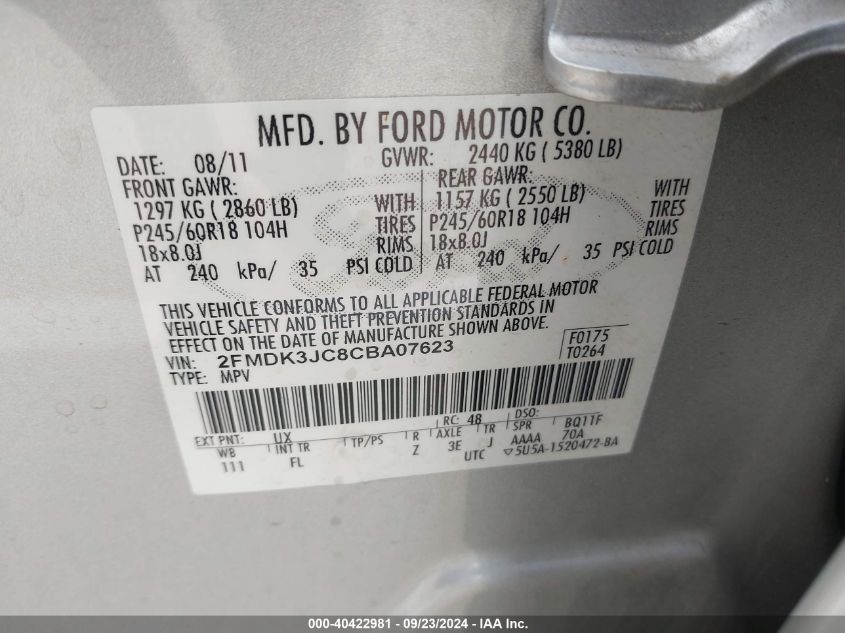 MFD. BY FORD MOTOR CO.
DATE: 08/11 GVWR: 2440 KG ( 5380 LB)
FRONT GAWR: REAR GAWR:
1297 KG ( 2860 LB) WITH 1157 KG ( 2550 LB) WITH
P245/60R18 104H TIRES P245/60R18 104H TIRES
18x8.0J RIMS 18x8.0J RIMS
AT 240 kPa/ 35 PSI COLD AT 240 kPa/ 35 PSI COLD
THIS VEHICLE CONFORMS TO ALL APPLICABLE FEDERAL MOTOR
VEHICLE SAFETY AND THEFT PREVENTION STANDARDS IN
EFFECT ON THE DATE OF MANUFACTURE SHOWN ABOVE.
VIN: 2FMDK3JC8CBA07623 F0175
TYPE: MPV T0264
EXT PNT: UX RC: 48 DSO:
WB INT TR TP/PS R AXLE TR SPR BQ11F
111 FL Z 3E J AAAA 70A
UTC ▽5U5A-1520472-BA
000-40422981 - 09/23/2024 - IAA Inc.